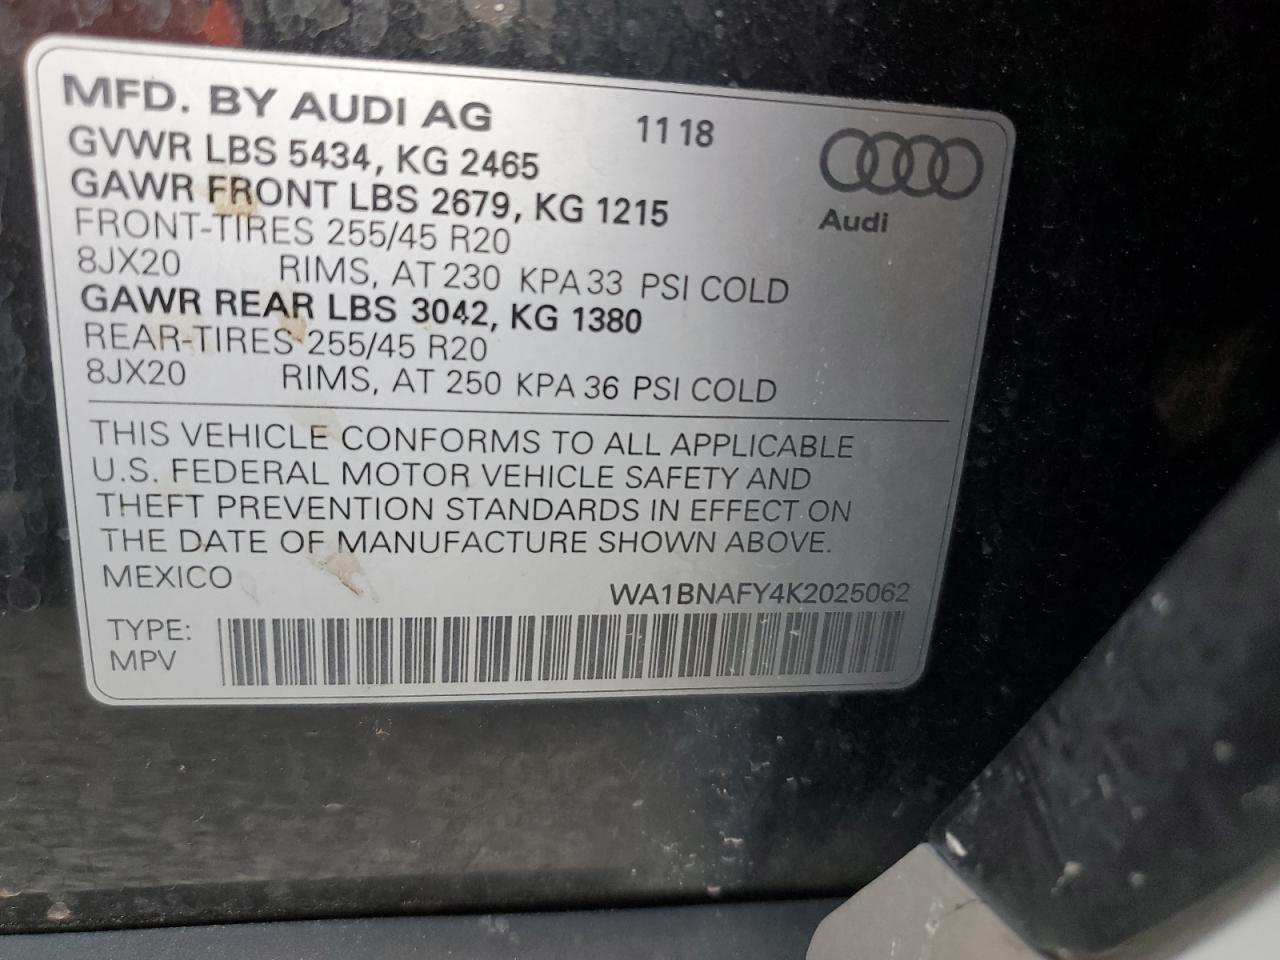 MFD. BY AUDI AG 11 18
GVWR LBS 5434, KG 2465
GAWR FRONT LBS 2679, KG 1215
Audi
FRONT-TIRES 255/45 R20
8JX20 RIMS, AT 230 KPA 33 PSI COLD
GAWR REAR LBS 3042, KG 1380
REAR-TIRES 255/45 R20
8JX20 RIMS, AT 250 KPA 36 PSI COLD
THIS VEHICLE CONFORMS TO ALL APPLICABLE
U.S. FEDERAL MOTOR VEHICLE SAFETY AND
THEFT PREVENTION STANDARDS IN EFFECT ON
THE DATE OF MANUFACTURE SHOWN ABOVE.
MEXICO WA1BNAFY4K2025062
TYPE:
MPV